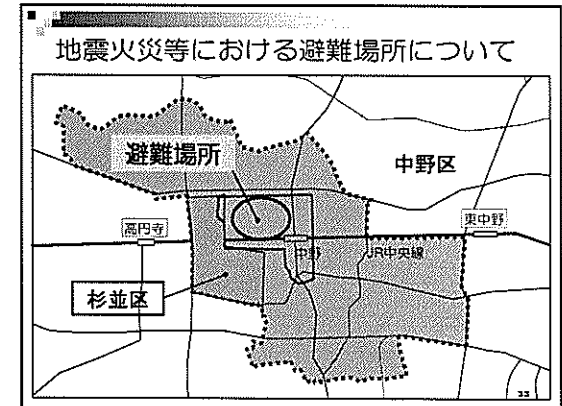 地震火災等における避難場所について
避難場所
中野区
高円寺
東中野
中野
JR中央線
杉並区
33